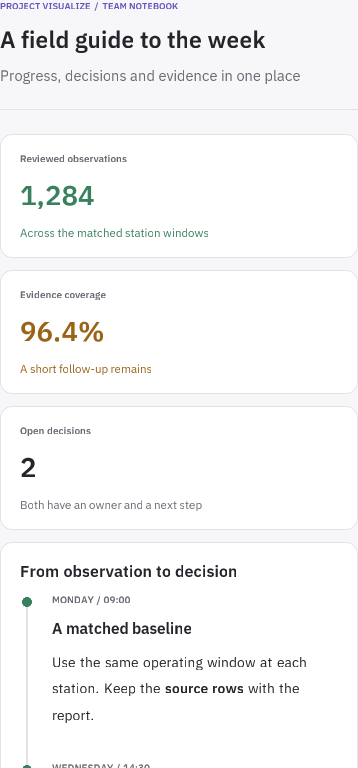 PROJECT VISUALIZE / TEAM NOTEBOOK
A field guide to the week
Progress, decisions and evidence in one place
Reviewed observations
1,284
Across the matched station windows
Evidence coverage
96.4%
A short follow-up remains
Open decisions
2
Both have an owner and a next step
From observation to decision
MONDAY / 09:00
A matched baseline
Use the same operating window at each
station. Keep the source rows with the
report.
WEDNESDAY / 14:30